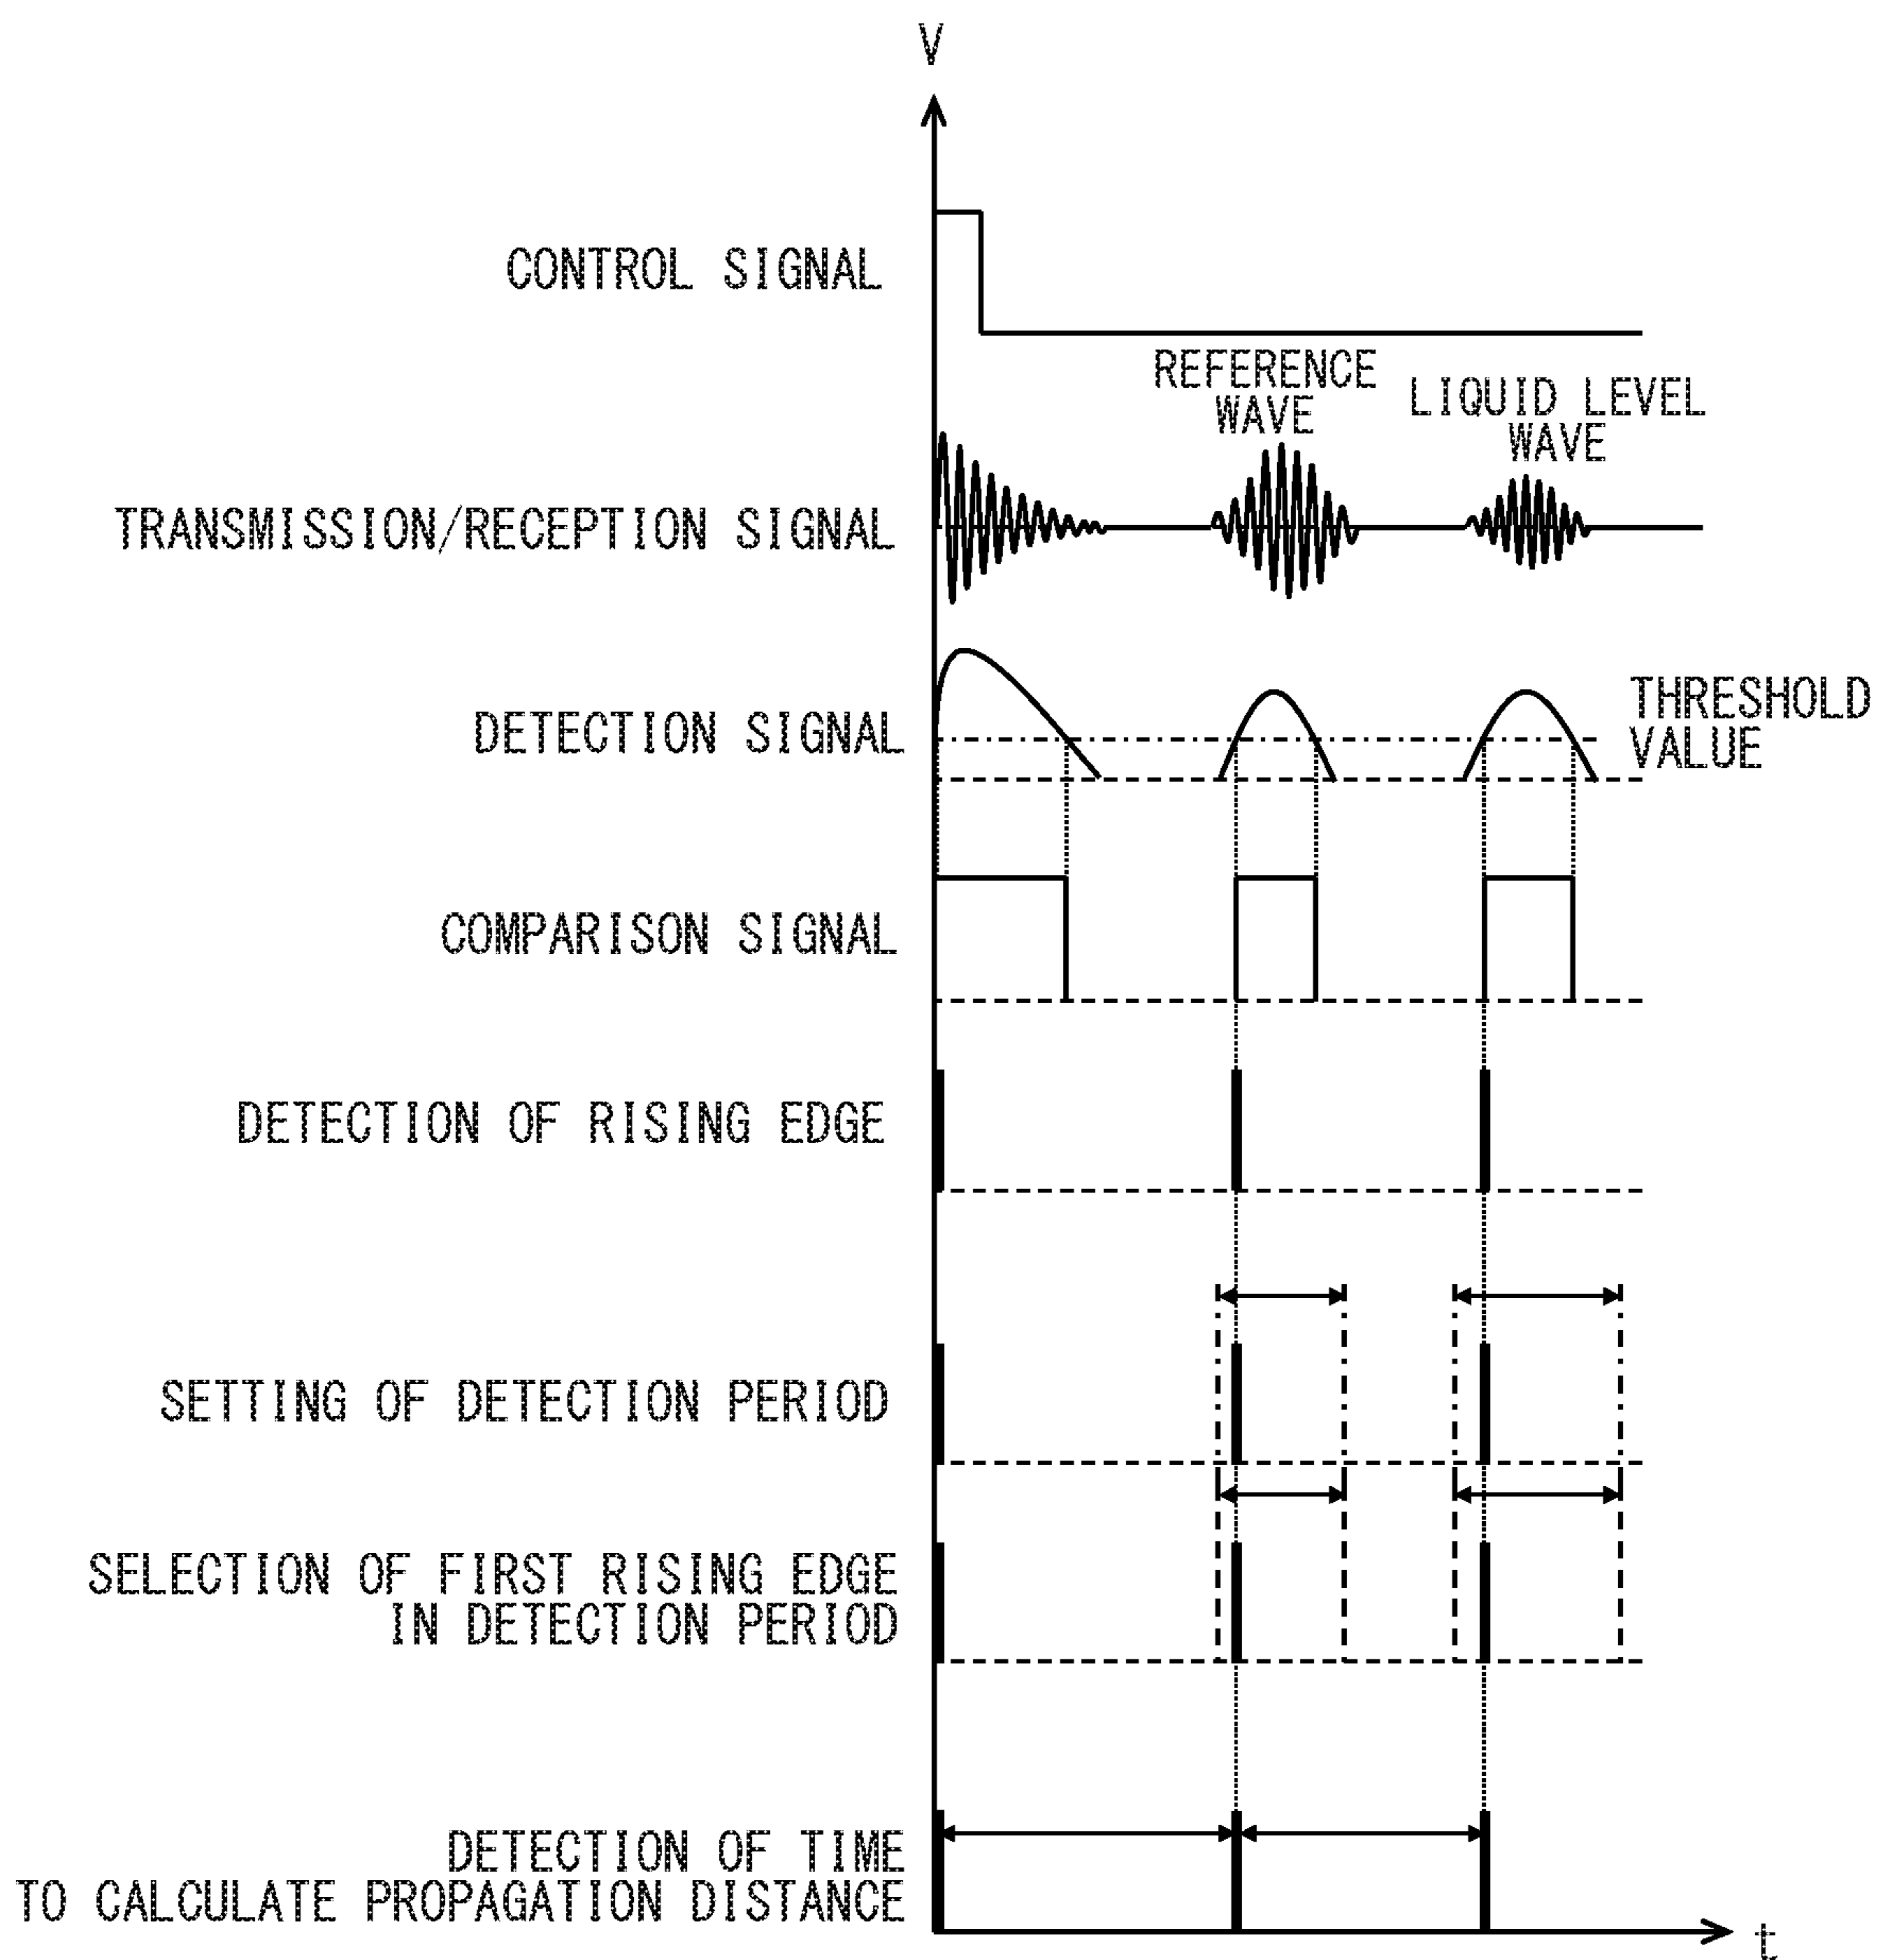 V
CONTROL SIGNAL
REFERENCE
WAVE
LIQUID LEVEL
WAVE
TRANSMISSION/RECEPTION SIGNAL
DETECTION SIGNAL
THRESHOLD
VALUE
COMPARISON SIGNAL
DETECTION OF RISING EDGE
SETTING OF DETECTION PERIOD
SELECTION OF FIRST RISING EDGE
IN DETECTION PERIOD
DETECTION OF TIME
TO CALCULATE PROPAGATION DISTANCE
t